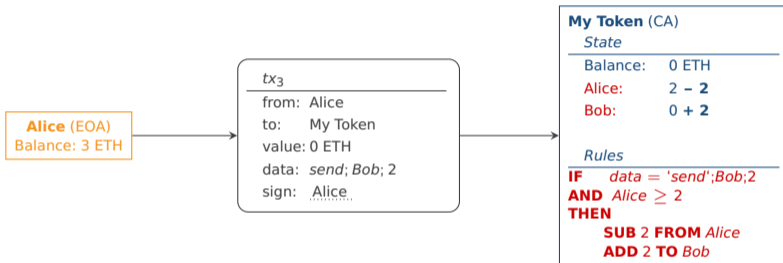 Alice (EOA)
Balance: 3 ETH
tx₃
from: Alice
to: My Token
value: 0 ETH
data: send; Bob; 2
sign: Alice
My Token (CA)
State
Balance: 0 ETH
Alice: 2 – 2
Bob: 0 + 2
Rules
IF data = 'send';Bob;2
AND Alice ≥ 2
THEN
SUB 2 FROM Alice
ADD 2 TO Bob